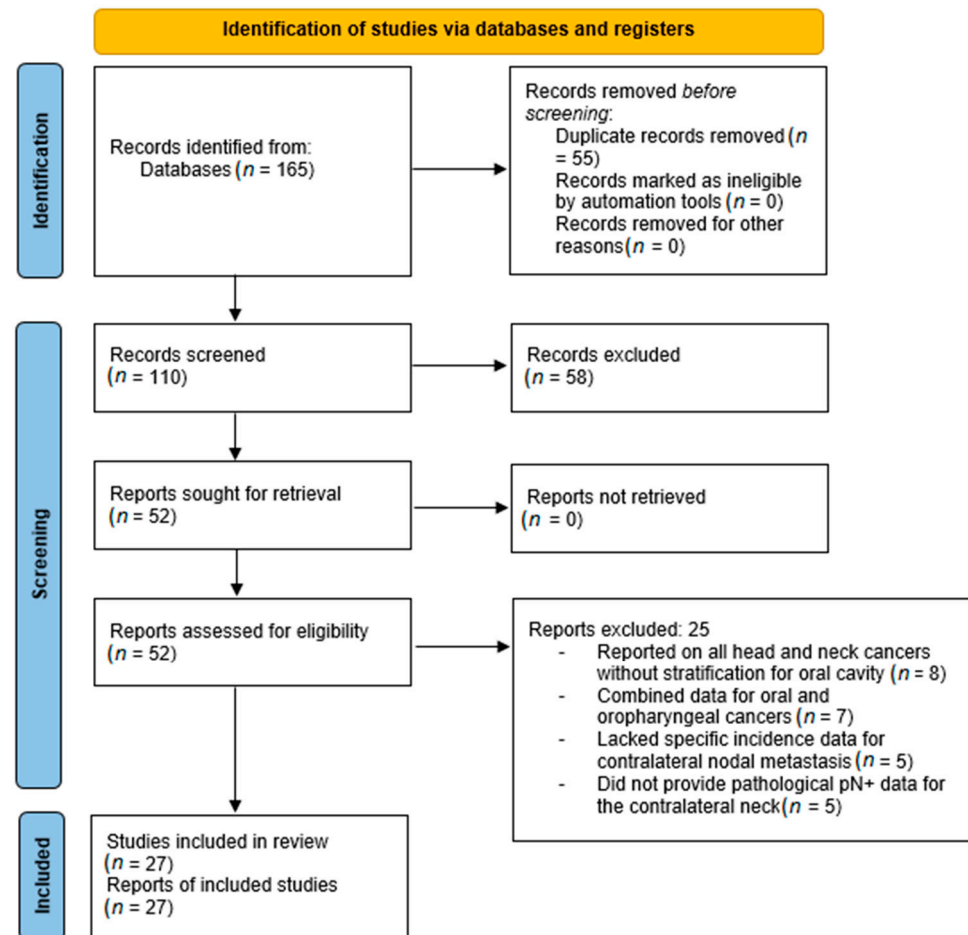 Identification of studies via databases and registers
Identification
Records identified from:
Databases (n = 165)
Records removed before
screening:
Duplicate records removed (n
= 55)
Records marked as ineligible
by automation tools (n = 0)
Records removed for other
reasons (n = 0)
Screening
Records screened
(n = 110)
Records excluded
(n = 58)
Reports sought for retrieval
(n = 52)
Reports not retrieved
(n = 0)
Reports assessed for eligibility
(n = 52)
Reports excluded: 25
- Reported on all head and neck cancers
without stratification for oral cavity (n = 8)
- Combined data for oral and
oropharyngeal cancers (n = 7)
- Lacked specific incidence data for
contralateral nodal metastasis (n = 5)
- Did not provide pathological pN+ data for
the contralateral neck (n = 5)
Included
Studies included in review
(n = 27)
Reports of included studies
(n = 27)